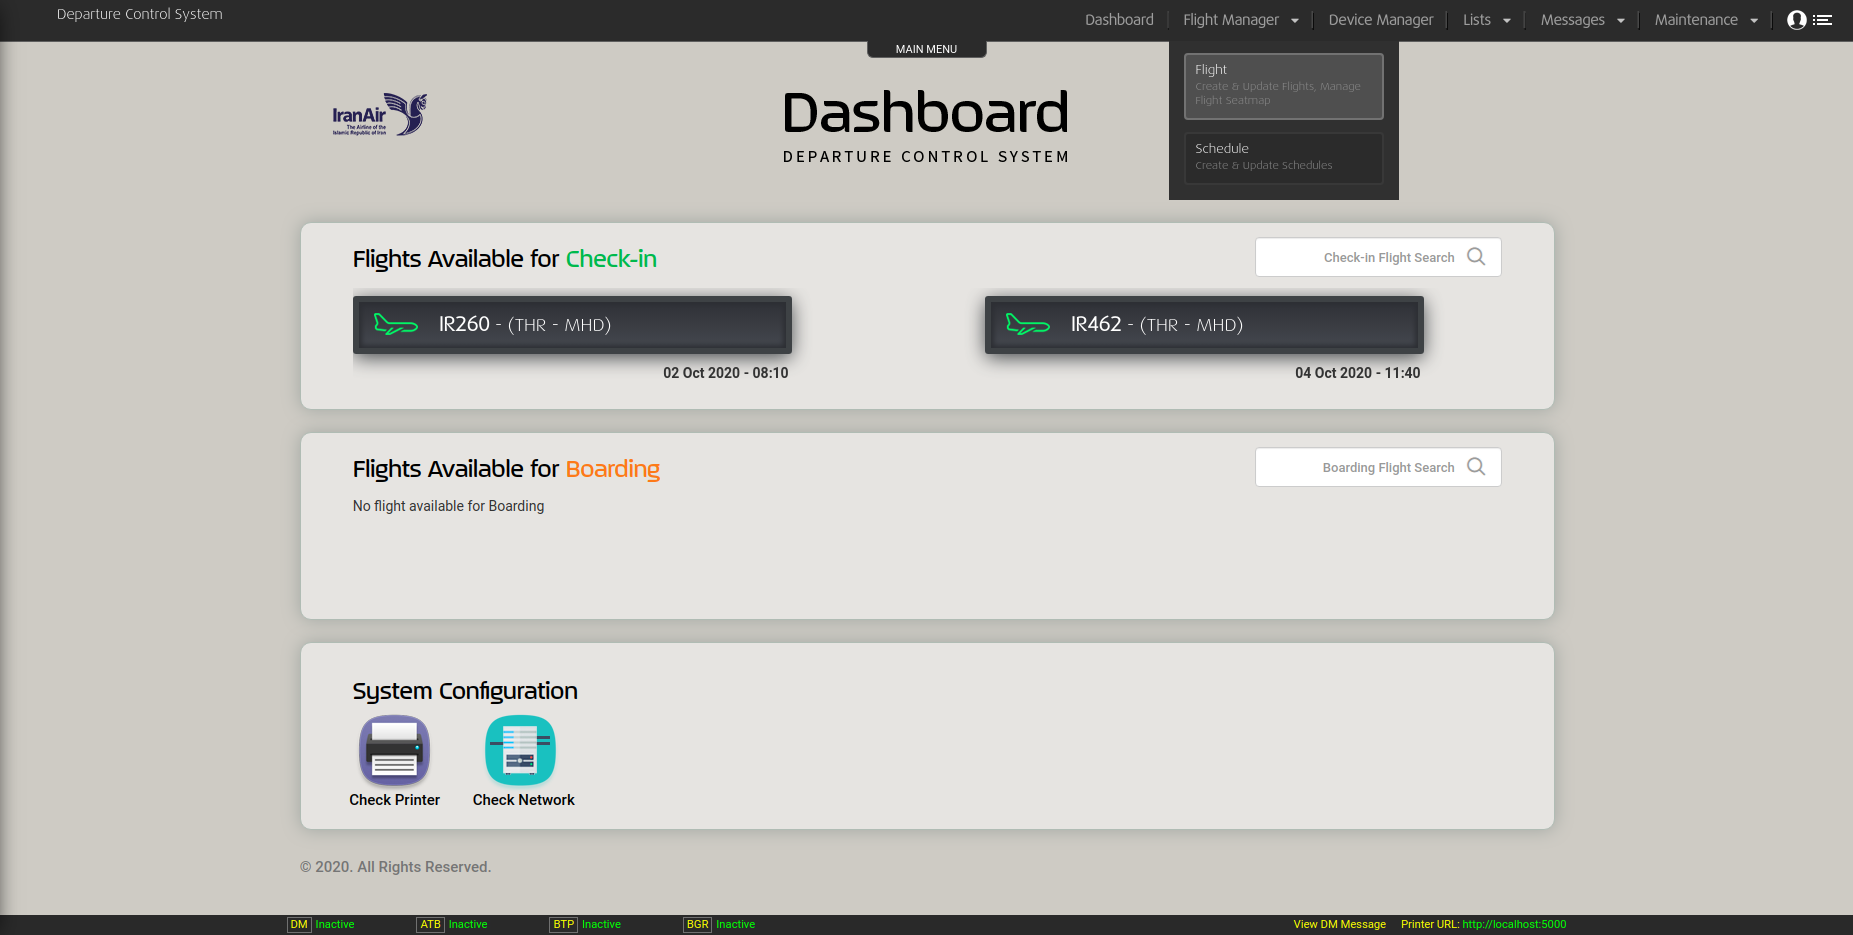 Departure Control System
Dashboard
Flight Manager
Device Manager
Lists
Messages
Maintenance
MAIN MENU
Flight
Create & Update Flights, Manage
Flight Seatmap
Schedule
Create & Update Schedules
IranAir
The Airline of the
Islamic Republic of Iran
Dashboard
DEPARTURE CONTROL SYSTEM
Flights Available for Check-in
Check-in Flight Search
IR260 - (THR - MHD)
02 Oct 2020 - 08:10
IR462 - (THR - MHD)
04 Oct 2020 - 11:40
Flights Available for Boarding
Boarding Flight Search
No flight available for Boarding
System Configuration
Check Printer
Check Network
© 2020. All Rights Reserved.
DM Inactive
ATB Inactive
BTP Inactive
BGR Inactive
View DM Message
Printer URL: http://localhost:5000